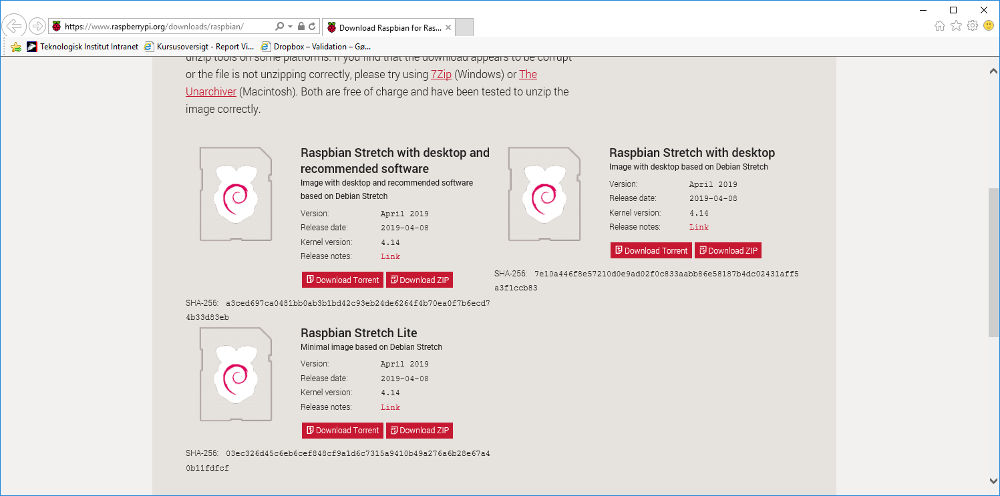 https://www.raspberrypi.org/downloads/raspbian/
Download Raspbian for Ras...
Teknologisk Institut Intranet
Kursusoversigt - Report Vi...
Dropbox – Validation – Gø...
unzip tools on some platforms. If you find that the download appears to be corrupt
or the file is not unzipping correctly, please try using 7Zip (Windows) or The
Unarchiver (Macintosh). Both are free of charge and have been tested to unzip the
image correctly.
Raspbian Stretch with desktop and
recommended software
Image with desktop and recommended software
based on Debian Stretch
Version: April 2019
Release date: 2019-04-08
Kernel version: 4.14
Release notes: Link
Download Torrent Download ZIP
SHA-256: a3ced697ca0481bb0ab3b1bd42c93eb24de6264f4b70ea0f7b6ecd7
4b33d83eb
Raspbian Stretch with desktop
Image with desktop based on Debian Stretch
Version: April 2019
Release date: 2019-04-08
Kernel version: 4.14
Release notes: Link
Download Torrent Download ZIP
SHA-256: 7e10a446f8e57210d0e9ad02f0c833aabb86e58187b4dc02431aff5
a3f1ccb83
Raspbian Stretch Lite
Minimal image based on Debian Stretch
Version: April 2019
Release date: 2019-04-08
Kernel version: 4.14
Release notes: Link
Download Torrent Download ZIP
SHA-256: 03ec326d45c6eb6cef848cf9a1d6c7315a9410b49a276a6b28e67a4
0b11fdfcf